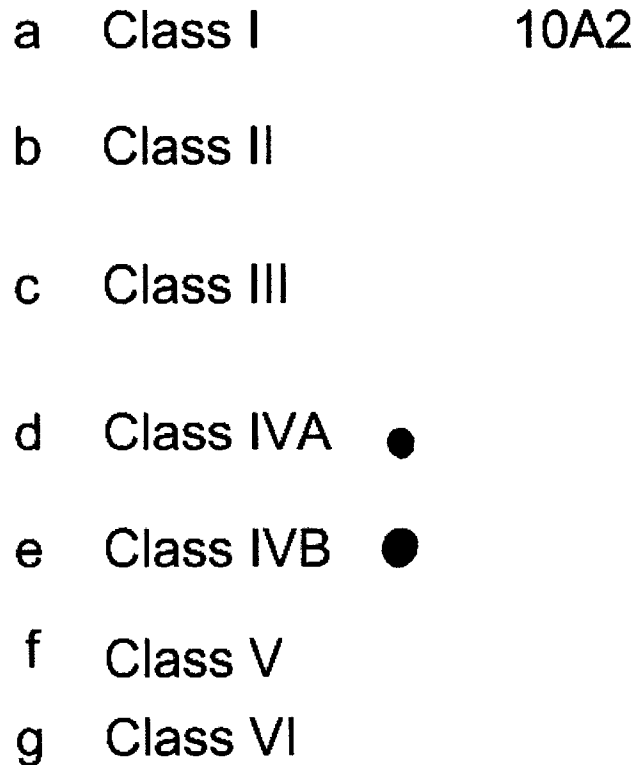 a Class I 10A2
b Class II
c Class III
d Class IVA
e Class IVB
f Class V
g Class VI